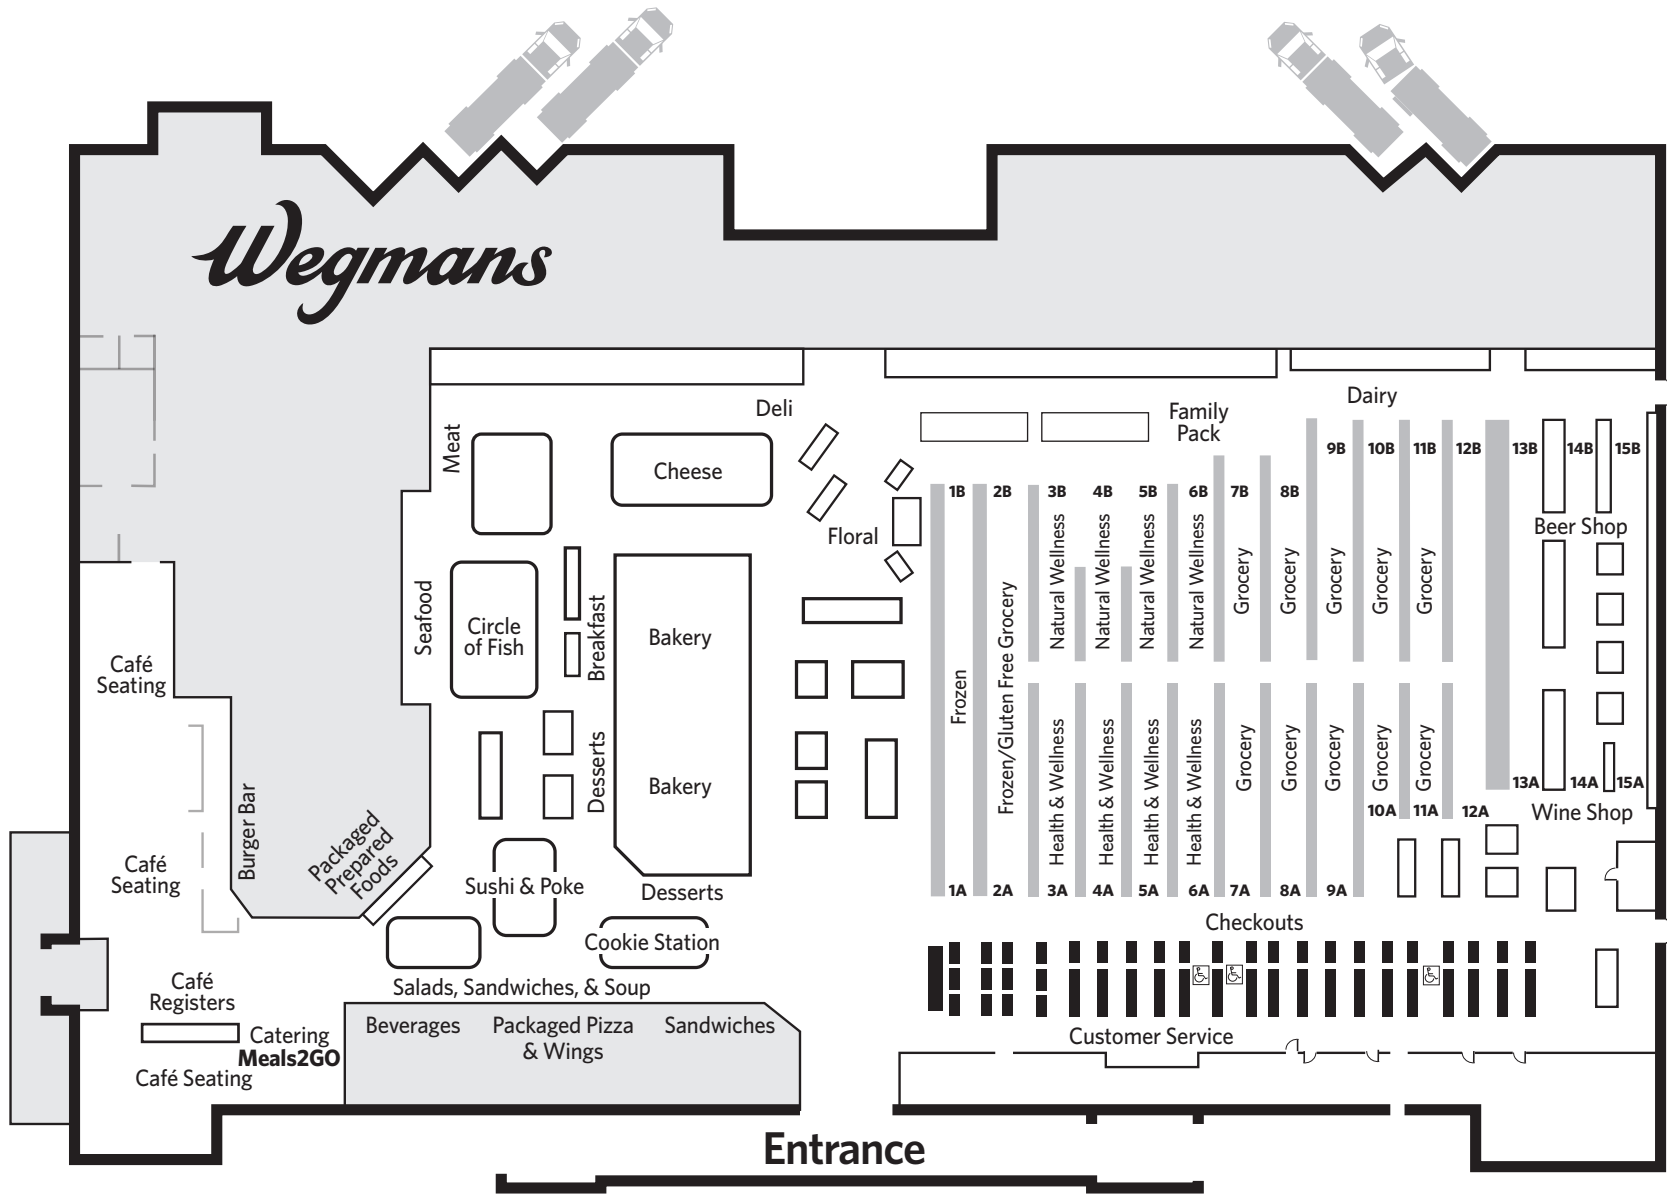 Wegmans
Deli
Meat
Cheese
Family
Pack
Dairy
Floral
Seafood
Circle
of Fish
Breakfast
Bakery
Bakery
Desserts
Desserts
Café
Seating
Café
Seating
Burger Bar
Packaged
Prepared
Foods
Sushi & Poke
Cookie Station
Salads, Sandwiches, & Soup
Beverages
Packaged Pizza
& Wings
Sandwiches
Café
Registers
Catering
Meals2GO
Café Seating
1B
2B
3B
4B
5B
6B
7B
8B
9B
10B
11B
12B
13B
14B
15B
Frozen
Frozen/Gluten Free Grocery
Natural Wellness
Natural Wellness
Natural Wellness
Natural Wellness
Grocery
Grocery
Grocery
Grocery
Grocery
Health & Wellness
Health & Wellness
Health & Wellness
Health & Wellness
Grocery
Grocery
Grocery
Grocery
Grocery
Beer Shop
1A
2A
3A
4A
5A
6A
7A
8A
9A
10A
11A
12A
13A
14A
15A
Wine Shop
Checkouts
Customer Service
Entrance